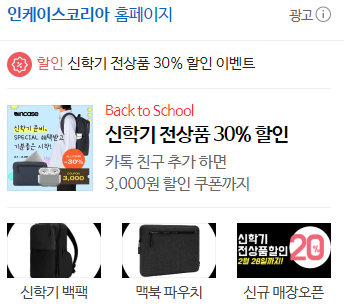 인케이스코리아 홈페이지
광고
할인 신학기 전상품 30% 할인 이벤트
incase
신학기 준비,
SPECIAL 혜택받고
기분좋은 시작!
-30%
COUPON
3,000
Back to School
신학기 전상품 30% 할인
카톡 친구 추가 하면
3,000원 할인 쿠폰까지
신학기
전상품할인
2월 28일까지!
20%
신학기 백팩
맥북 파우치
신규 매장오픈